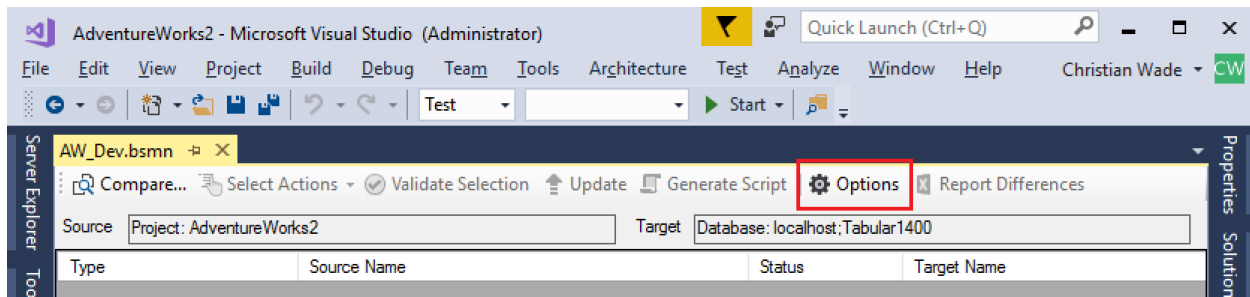 AdventureWorks2 - Microsoft Visual Studio (Administrator) Quick Launch (Ctrl+Q)
File Edit View Project Build Debug Team Tools Architecture Test Analyze Window Help Christian Wade CW
Test Start
Server Explorer
AW_Dev.bsmn
Properties
Compare... Select Actions Validate Selection Update Generate Script Options Report Differences
Source Project: AdventureWorks2 Target Database: localhost;Tabular1400
Type Source Name Status Target Name